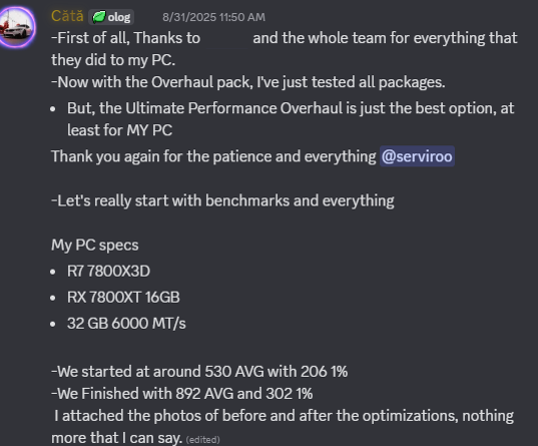 Cătă olog 8/31/2025 11:50 AM
-First of all, Thanks to and the whole team for everything that
they did to my PC.
-Now with the Overhaul pack, I've just tested all packages.
• But, the Ultimate Performance Overhaul is just the best option, at
least for MY PC
Thank you again for the patience and everything @serviroo
-Let's really start with benchmarks and everything
My PC specs
• R7 7800X3D
• RX 7800XT 16GB
• 32 GB 6000 MT/s
-We started at around 530 AVG with 206 1%
-We Finished with 892 AVG and 302 1%
I attached the photos of before and after the optimizations, nothing
more that I can say. (edited)